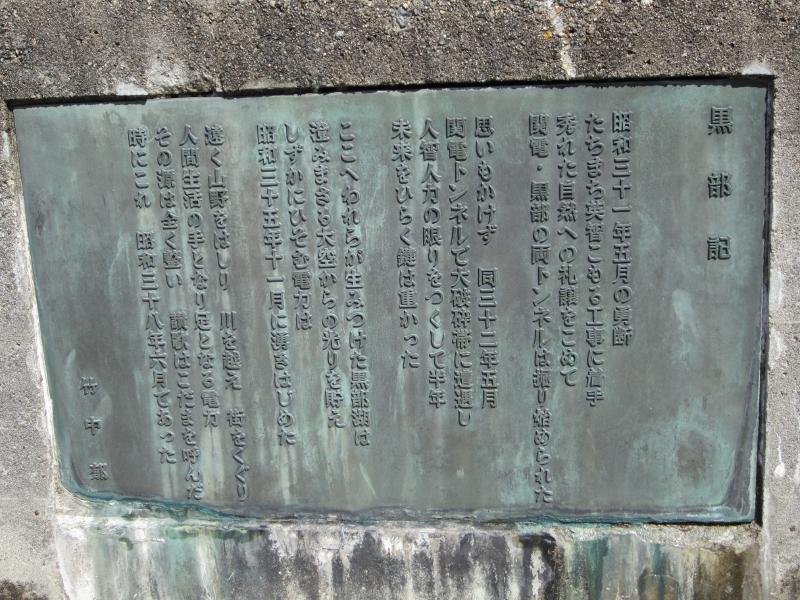 黒部記
昭和三十一年五月の勇断
たちまち英智こもる工事に着手
秀れた自然への礼譲をこめて
関電・黒部の両トンネルは掘り始められた
思いもかけず 同三十二年五月
関電トンネルで大破砕帯に遭遇し
人智人力の限りをつくして半年
未来をひらく鍵は重かった
ここへわれらが生みつけた黒部湖は
澄みまさる大空からの光りを貯え
しずかにひそむ電力は
昭和三十五年十一月に湧きはじめた
遠く山野をはしり 川を越え 街をくぐり
人間生活の手となり足となる電力
その源は全く整い 讃歌はこだまを呼んだ
時にこれ 昭和三十八年六月であった
竹中郁